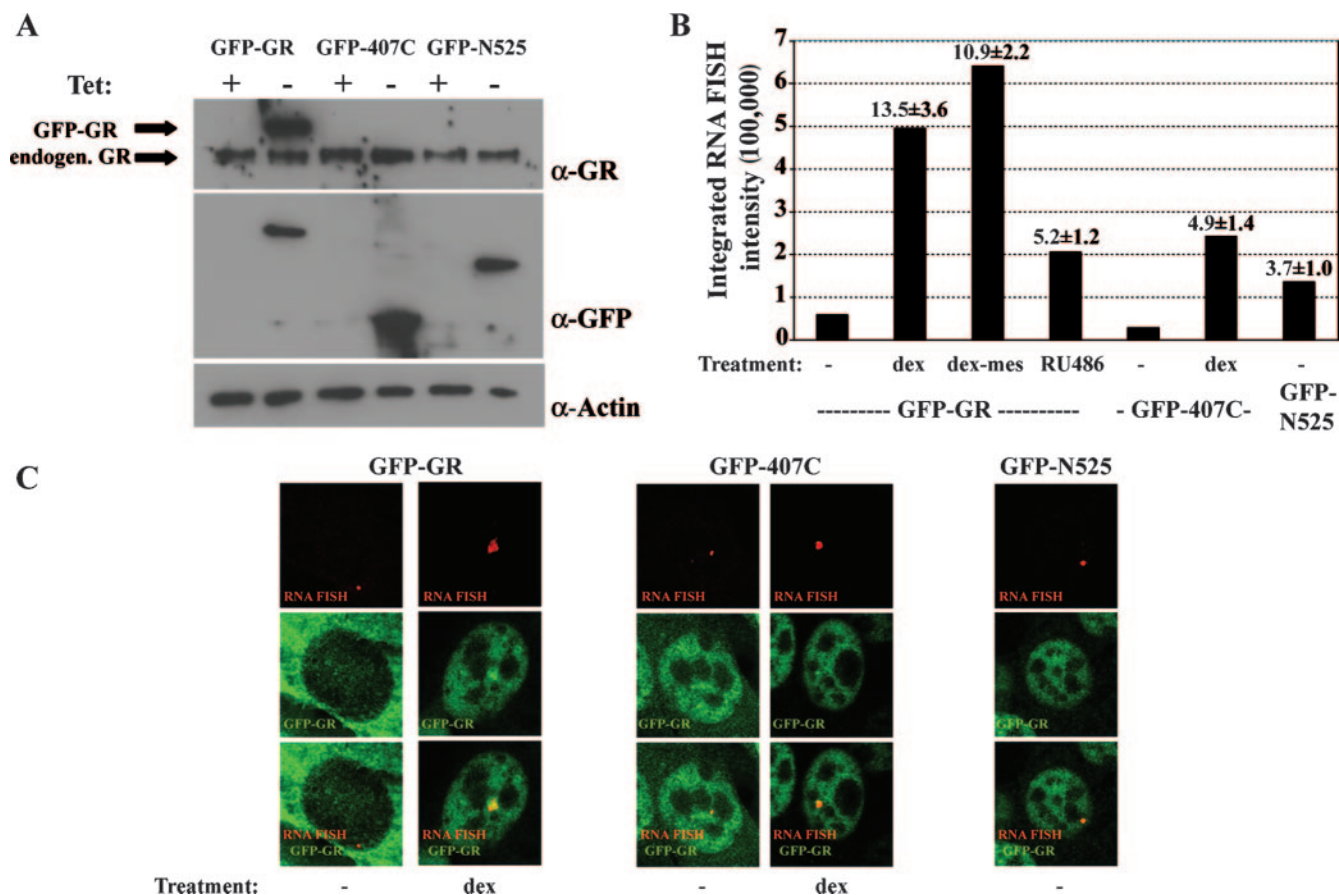 A
GFP-GR GFP-407C GFP-N525
Tet: + - + - + -
GFP-GR
endogen. GR
α-GR
α-GFP
α-Actin
B
Integrated RNA FISH
intensity (100,000)
7
6
5
4
3
2
1
0
13.5±3.6
10.9±2.2
5.2±1.2
4.9±1.4
3.7±1.0
Treatment: - dex dex-mes RU486 - dex -
--------- GFP-GR --------- - GFP-407C- GFP-
N525
C
GFP-GR GFP-407C GFP-N525
RNA FISH RNA FISH RNA FISH RNA FISH RNA FISH
GFP-GR GFP-GR GFP-GR GFP-GR GFP-GR
RNA FISH RNA FISH RNA FISH RNA FISH RNA FISH
GFP-GR GFP-GR GFP-GR GFP-GR GFP-GR
Treatment: - dex - dex -